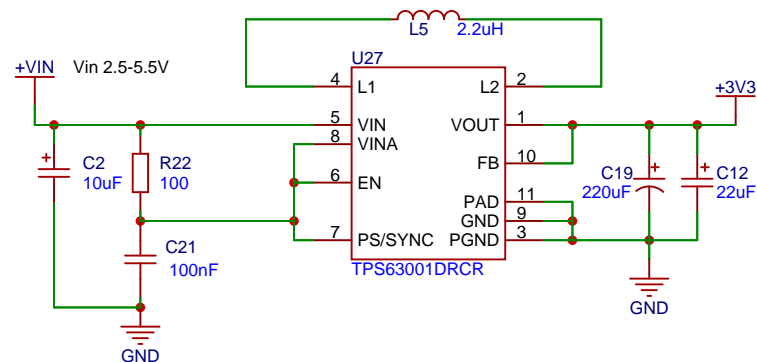 L5 2.2uH
+VIN Vin 2.5-5.5V
U27
+3V3
4 L1 L2 2
5 VIN VOUT 1
8 VINA
FB 10
6 EN
PAD 11
GND 9
7 PS/SYNC PGND 3
TPS63001DRCR
+
C2
10uF
R22
100
C21
100nF
+
C19
220uF
+
C12
22uF
GND
GND